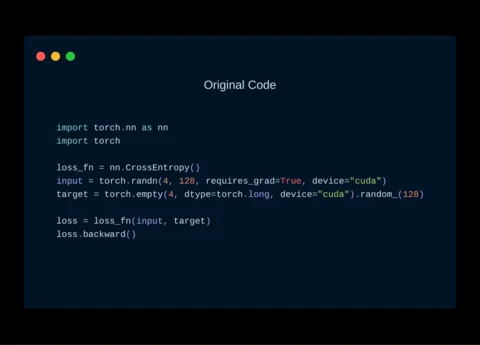 Original Code
import torch.nn as nn
import torch
loss_fn = nn.CrossEntropy()
input = torch.randn(4, 128, requires_grad=True, device="cuda")
target = torch.empty(4, dtype=torch.long, device="cuda").random_(128)
loss = loss_fn(input, target)
loss.backward()